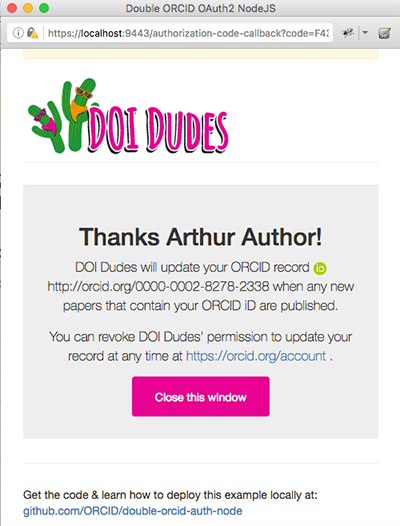 Double ORCID OAuth2 NodeJS
https://localhost:9443/authorization-code-callback?code=F43
DOI DUDES
Thanks Arthur Author!
DOI Dudes will update your ORCID record iD
http://orcid.org/0000-0002-8278-2338 when any new
papers that contain your ORCID iD are published.
You can revoke DOI Dudes' permission to update your
record at any time at https://orcid.org/account .
Close this window
Get the code & learn how to deploy this example locally at:
github.com/ORCID/double-orcid-auth-node